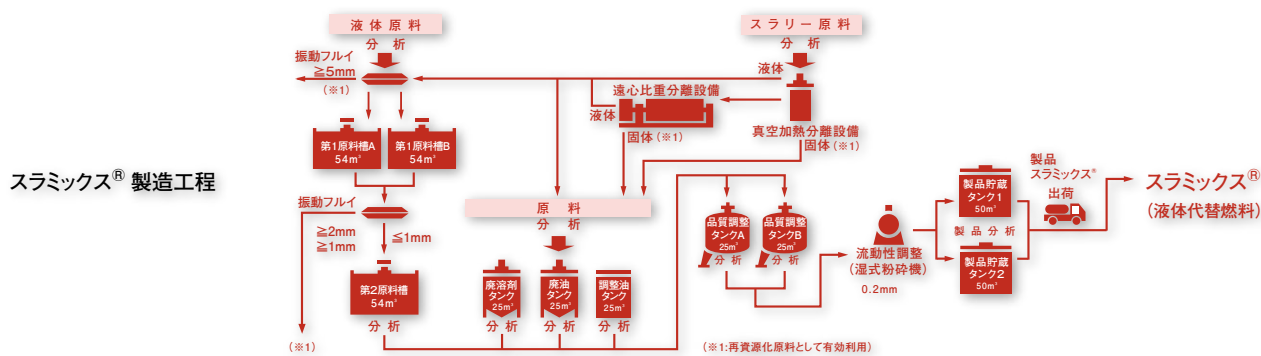 スラミックス® 製造工程
液体原料
分析
振動フルイ
≧5mm
(※1)
第1原料槽A
54m³
第1原料槽B
54m³
振動フルイ
≧2mm
≧1mm
≦1mm
第2原料槽
54m³
分析
(※1)
スラリー原料
分析
液体
遠心比重分離設備
液体
固体(※1)
真空加熱分離設備
固体(※1)
原料
分析
廃溶剤
タンク
25m³
分析
廃油
タンク
25m³
分析
調整油
タンク
25m³
分析
品質調整
タンクA
25m³
分析
品質調整
タンクB
25m³
分析
流動性調整
(湿式粉砕機)
0.2mm
製品貯蔵
タンク1
50m³
製品分析
製品貯蔵
タンク2
50m³
製品
スラミックス®
出荷
スラミックス®
(液体代替燃料)
(※1:再資源化原料として有効利用)